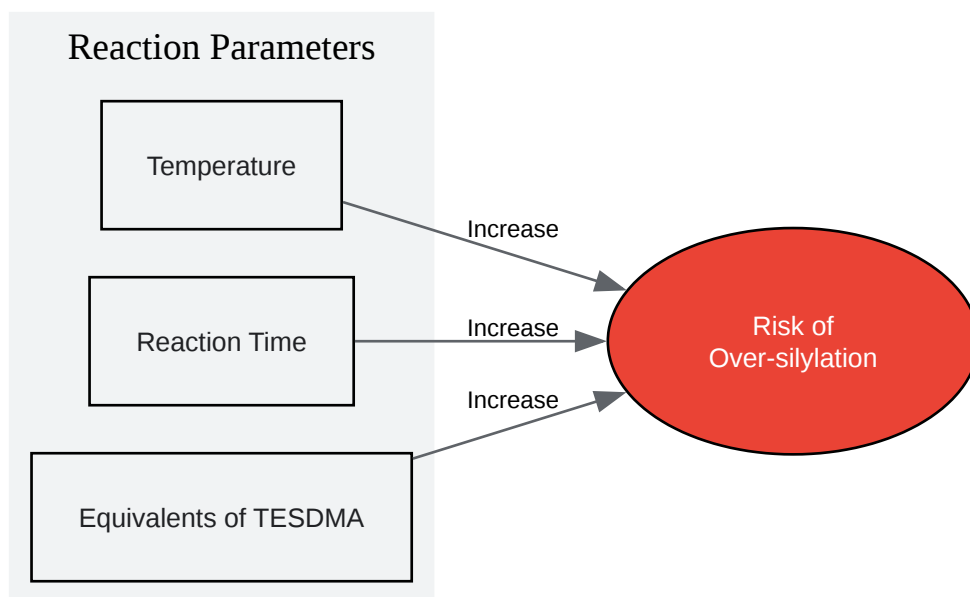 Reaction Parameters
Temperature
Increase
Reaction Time
Increase
Risk of
Over-silylation
Increase
Equivalents of TESDMA